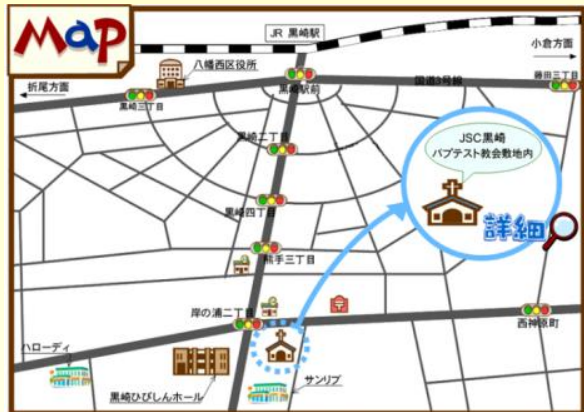 Map
JR 黒崎駅
小倉方面
八幡西区役所
折尾方面
黒崎三丁目
黒崎駅前
国道3号線
藤田三丁目
黒崎二丁目
JSC黒崎
バプテスト教会敷地内
詳細
黒崎四丁目
熊手三丁目
岸の浦二丁目
西神原町
ハローデイ
黒崎ひびしんホール
サンリブ